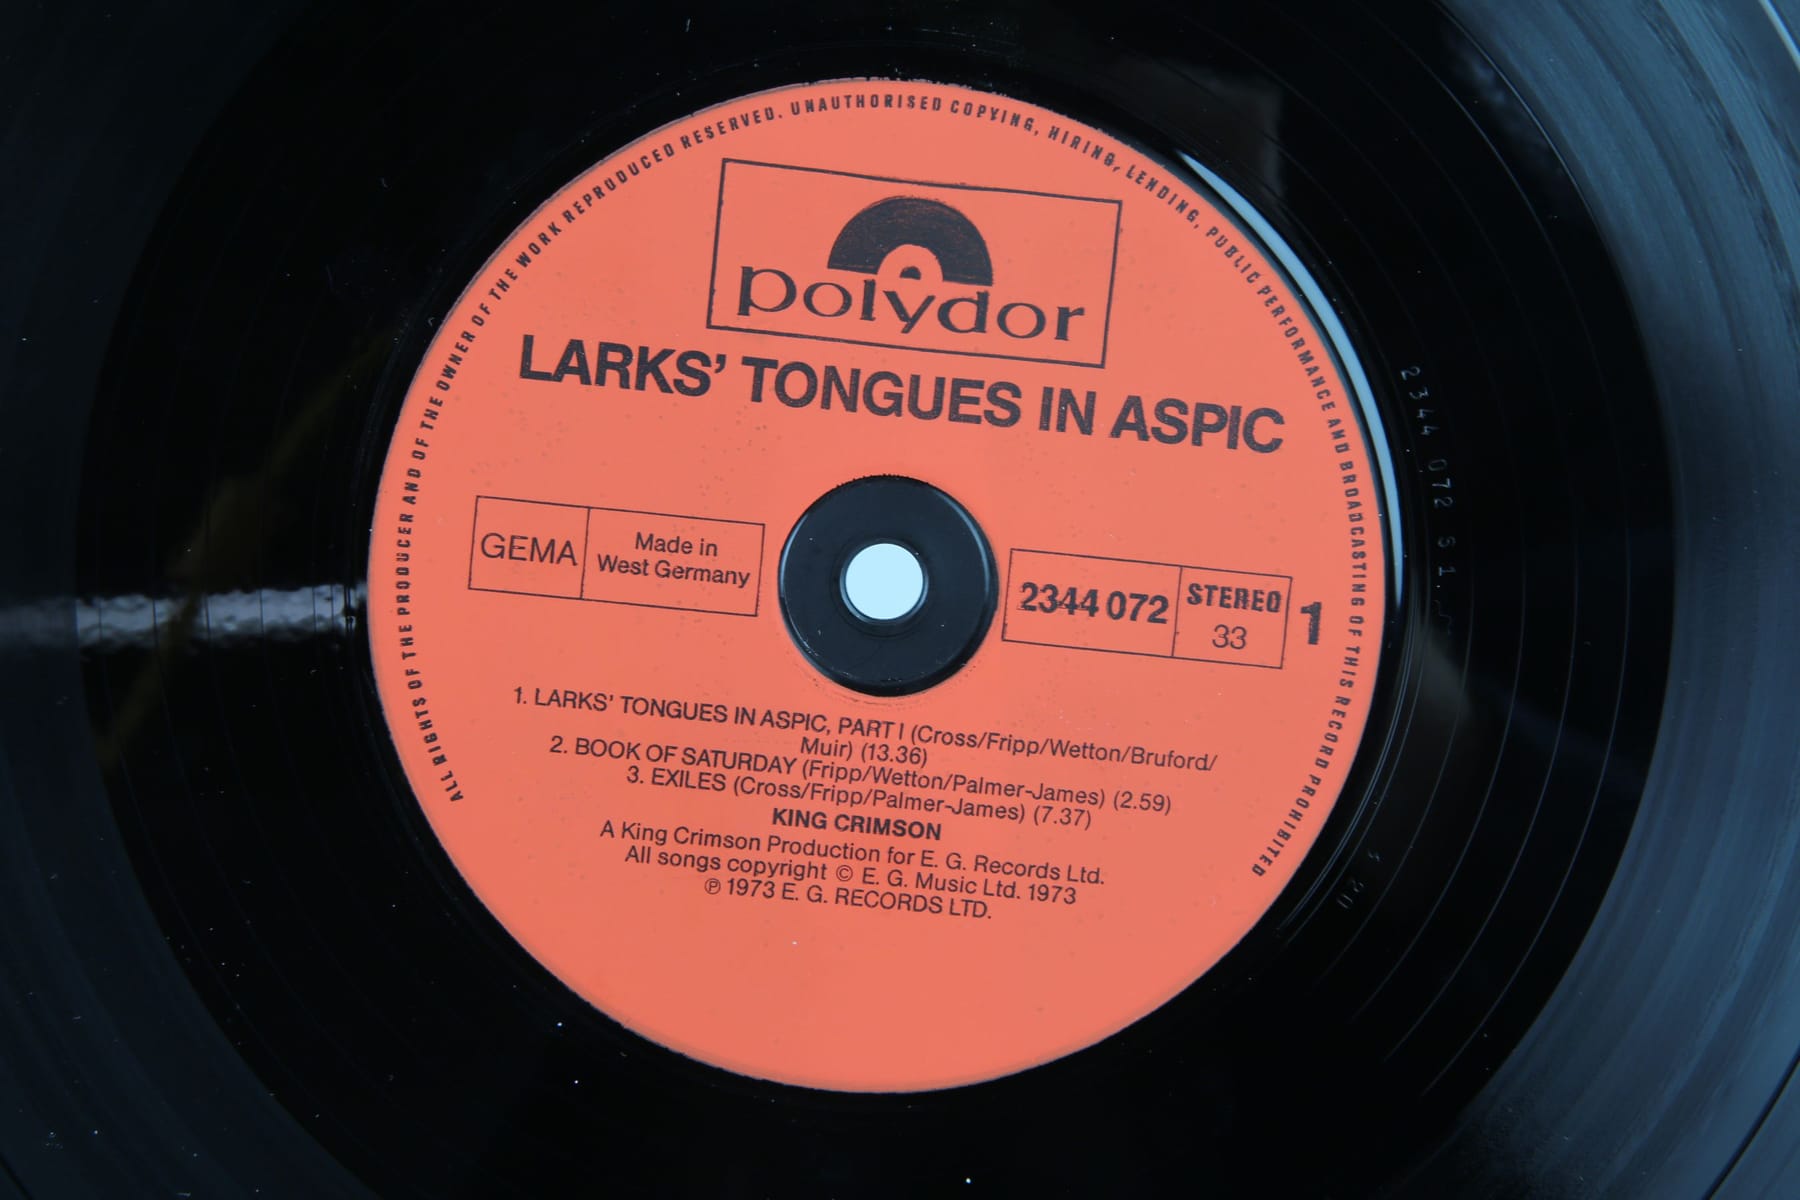 ALL RIGHTS OF THE PRODUCER AND OF THE OWNER OF THE WORK REPRODUCED RESERVED. UNAUTHORISED COPYING, HIRING, LENDING, PUBLIC PERFORMANCE AND BROADCASTING OF THIS RECORD PROHIBITED
polydor
LARKS' TONGUES IN ASPIC
GEMA
Made in
West Germany
2344 072
STEREO
33
1
1. LARKS' TONGUES IN ASPIC, PART I (Cross/Fripp/Wetton/Bruford/
Muir) (13.36)
2. BOOK OF SATURDAY (Fripp/Wetton/Palmer-James) (2.59)
3. EXILES (Cross/Fripp/Palmer-James) (7.37)
KING CRIMSON
A King Crimson Production for E. G. Records Ltd.
All songs copyright © E. G. Music Ltd. 1973
℗ 1973 E. G. RECORDS LTD.
2344 072 S 1